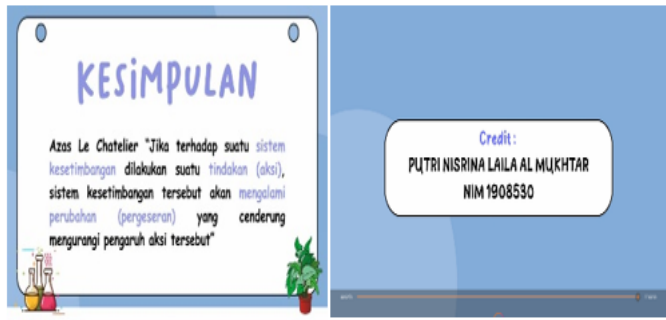 KESIMPULAN
Azas Le Chatelier "Jika terhadap suatu sistem
kesetimbangan dilakukan suatu tindakan (aksi),
sistem kesetimbangan tersebut akan mengalami
perubahan (pergeseran) yang cenderung
mengurangi pengaruh aksi tersebut"
Credit :
PUTRI NISRINA LAILA AL MUKHTAR
NIM 1908530